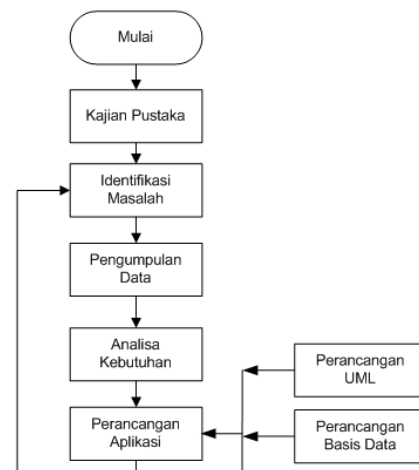 Mulai
Kajian Pustaka
Identifikasi
Masalah
Pengumpulan
Data
Analisa
Kebutuhan
Perancangan
UML
Perancangan
Aplikasi
Perancangan
Basis Data